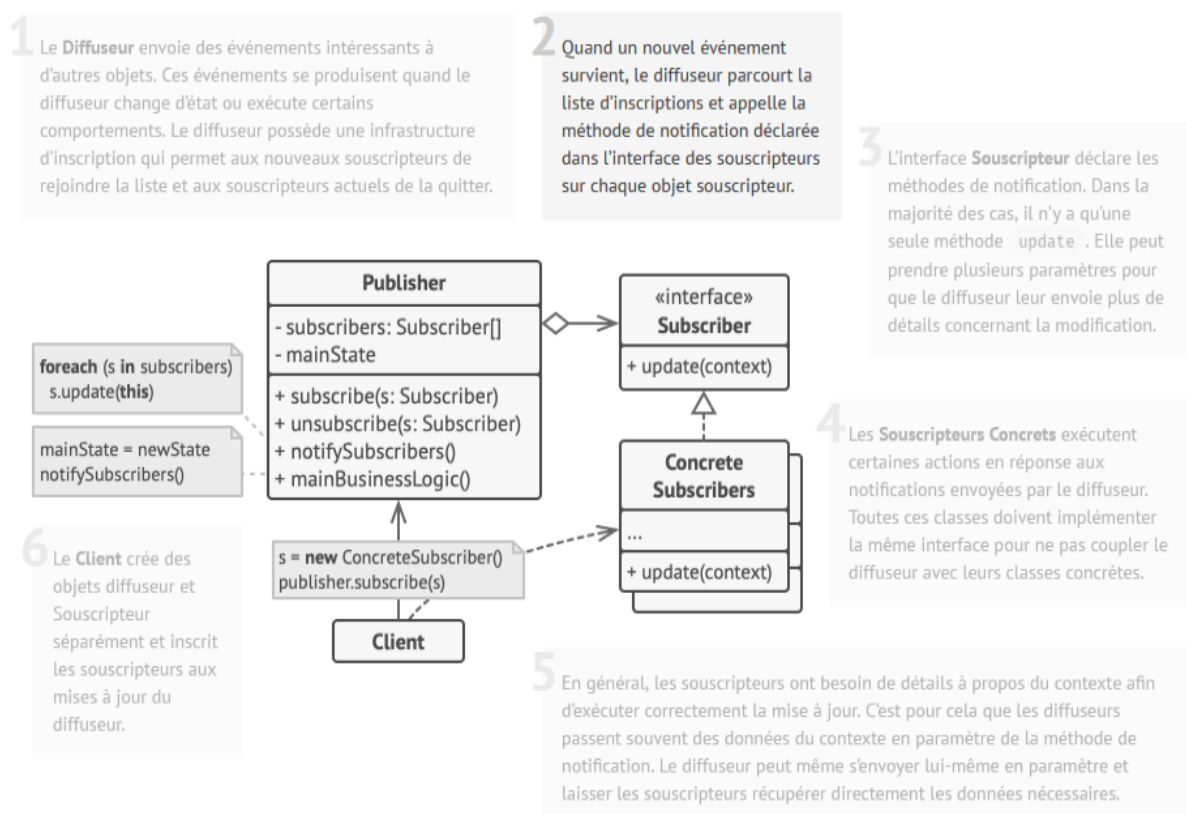 1
Le Diffuseur envoie des événements intéressants à
d'autres objets. Ces événements se produisent quand le
diffuseur change d'état ou exécute certains
comportements. Le diffuseur possède une infrastructure
d'inscription qui permet aux nouveaux souscripteurs de
rejoindre la liste et aux souscripteurs actuels de la quitter.
2
Quand un nouvel événement
survient, le diffuseur parcourt la
liste d'inscriptions et appelle la
méthode de notification déclarée
dans l'interface des souscripteurs
sur chaque objet souscripteur.
3
L'interface Souscripteur déclare les
méthodes de notification. Dans la
majorité des cas, il n'y a qu'une
seule méthode update . Elle peut
prendre plusieurs paramètres pour
que le diffuseur leur envoie plus de
détails concernant la modification.
Publisher
- subscribers: Subscriber[]
- mainState
+ subscribe(s: Subscriber)
+ unsubscribe(s: Subscriber)
+ notifySubscribers()
+ mainBusinessLogic()
«interface»
Subscriber
+ update(context)
foreach (s in subscribers)
s.update(this)
mainState = newState
notifySubscribers()
Concrete
Subscribers
...
+ update(context)
4
Les Souscripteurs Concrets exécutent
certaines actions en réponse aux
notifications envoyées par le diffuseur.
Toutes ces classes doivent implémenter
la même interface pour ne pas coupler le
diffuseur avec leurs classes concrètes.
s = new ConcreteSubscriber()
publisher.subscribe(s)
Client
6
Le Client crée des
objets diffuseur et
Souscripteur
séparément et inscrit
les souscripteurs aux
mises à jour du
diffuseur.
5
En général, les souscripteurs ont besoin de détails à propos du contexte afin
d'exécuter correctement la mise à jour. C'est pour cela que les diffuseurs
passent souvent des données du contexte en paramètre de la méthode de
notification. Le diffuseur peut même s'envoyer lui-même en paramètre et
laisser les souscripteurs récupérer directement les données nécessaires.